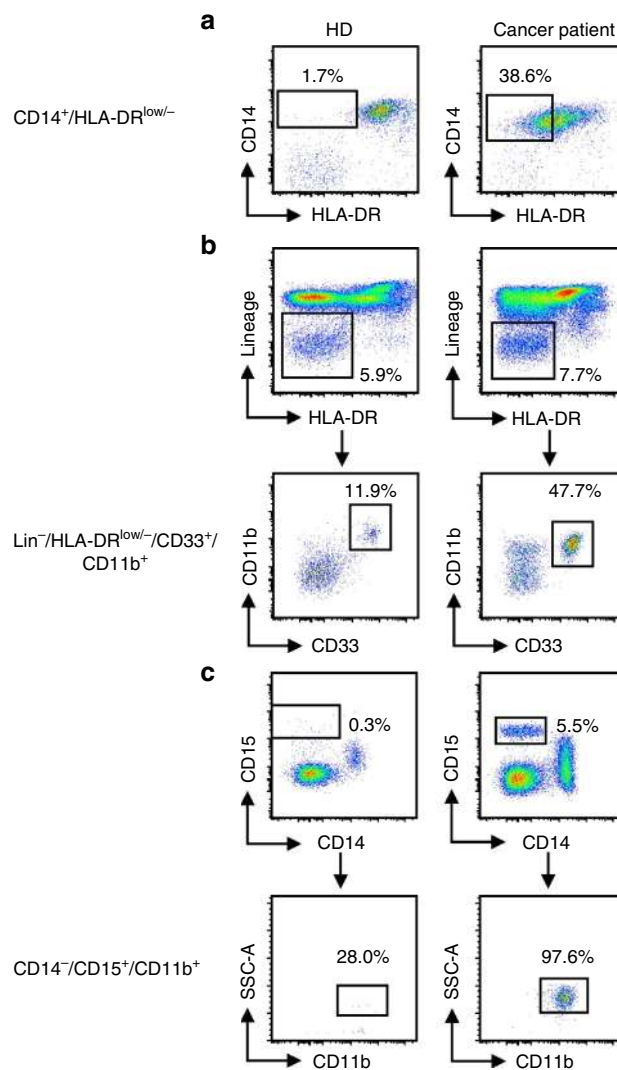 a
HD
Cancer patient
CD14⁺/HLA-DRˡᵒʷ/⁻
1.7%
38.6%
CD14
CD14
HLA-DR
HLA-DR
b
Lineage
Lineage
5.9%
7.7%
HLA-DR
HLA-DR
Lin⁻/HLA-DRˡᵒʷ/⁻/CD33⁺/
CD11b⁺
11.9%
47.7%
CD11b
CD11b
CD33
CD33
c
0.3%
5.5%
CD15
CD15
CD14
CD14
CD14⁻/CD15⁺/CD11b⁺
28.0%
97.6%
SSC-A
SSC-A
CD11b
CD11b